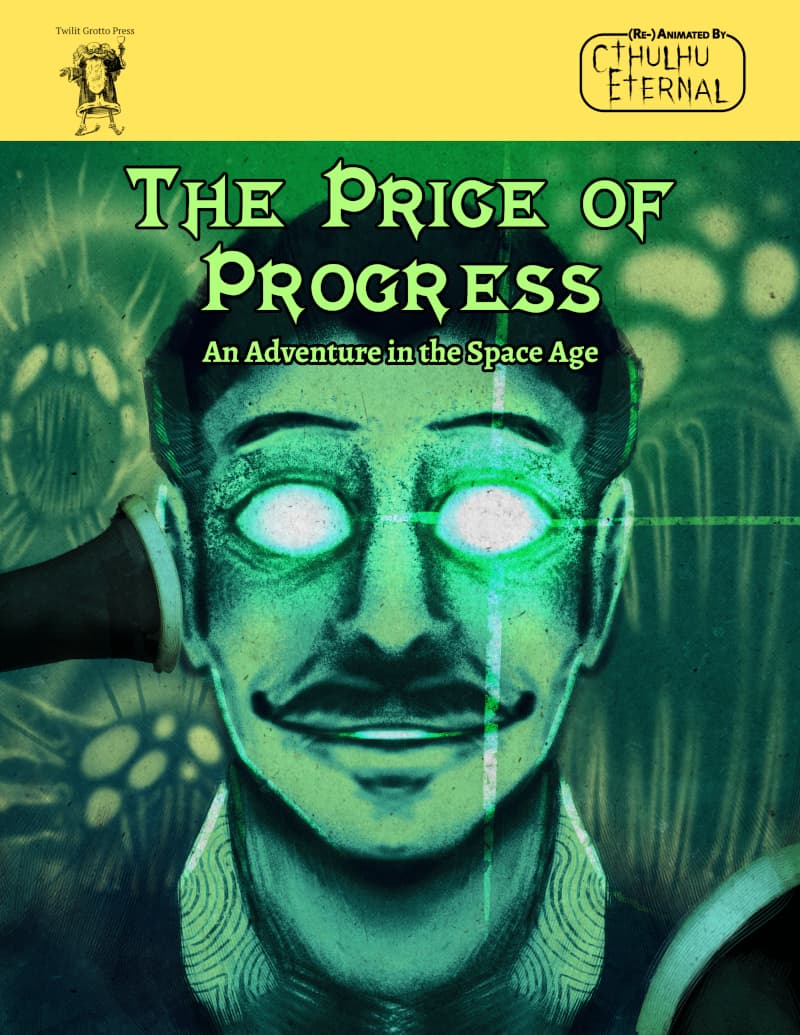 Twilit Grotto Press
(Re-) Animated By
Cthulhu
Eternal
The Price of
Progress
An Adventure in the Space Age